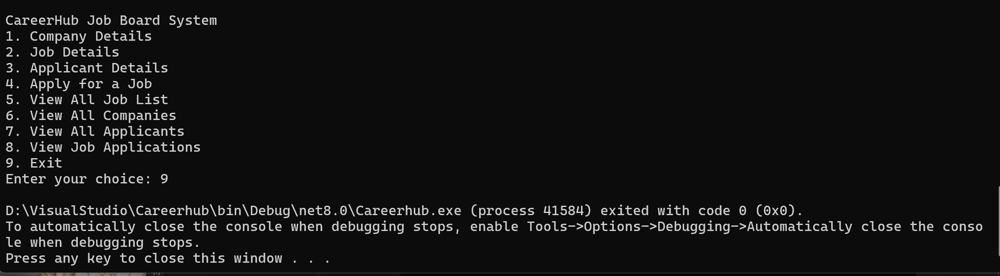 CareerHub Job Board System
1. Company Details
2. Job Details
3. Applicant Details
4. Apply for a Job
5. View All Job List
6. View All Companies
7. View All Applicants
8. View Job Applications
9. Exit
Enter your choice: 9
D:\VisualStudio\Careerhub\bin\Debug\net8.0\Careerhub.exe (process 41584) exited with code 0 (0x0).
To automatically close the console when debugging stops, enable Tools->Options->Debugging->Automatically close the conso
le when debugging stops.
Press any key to close this window . . .